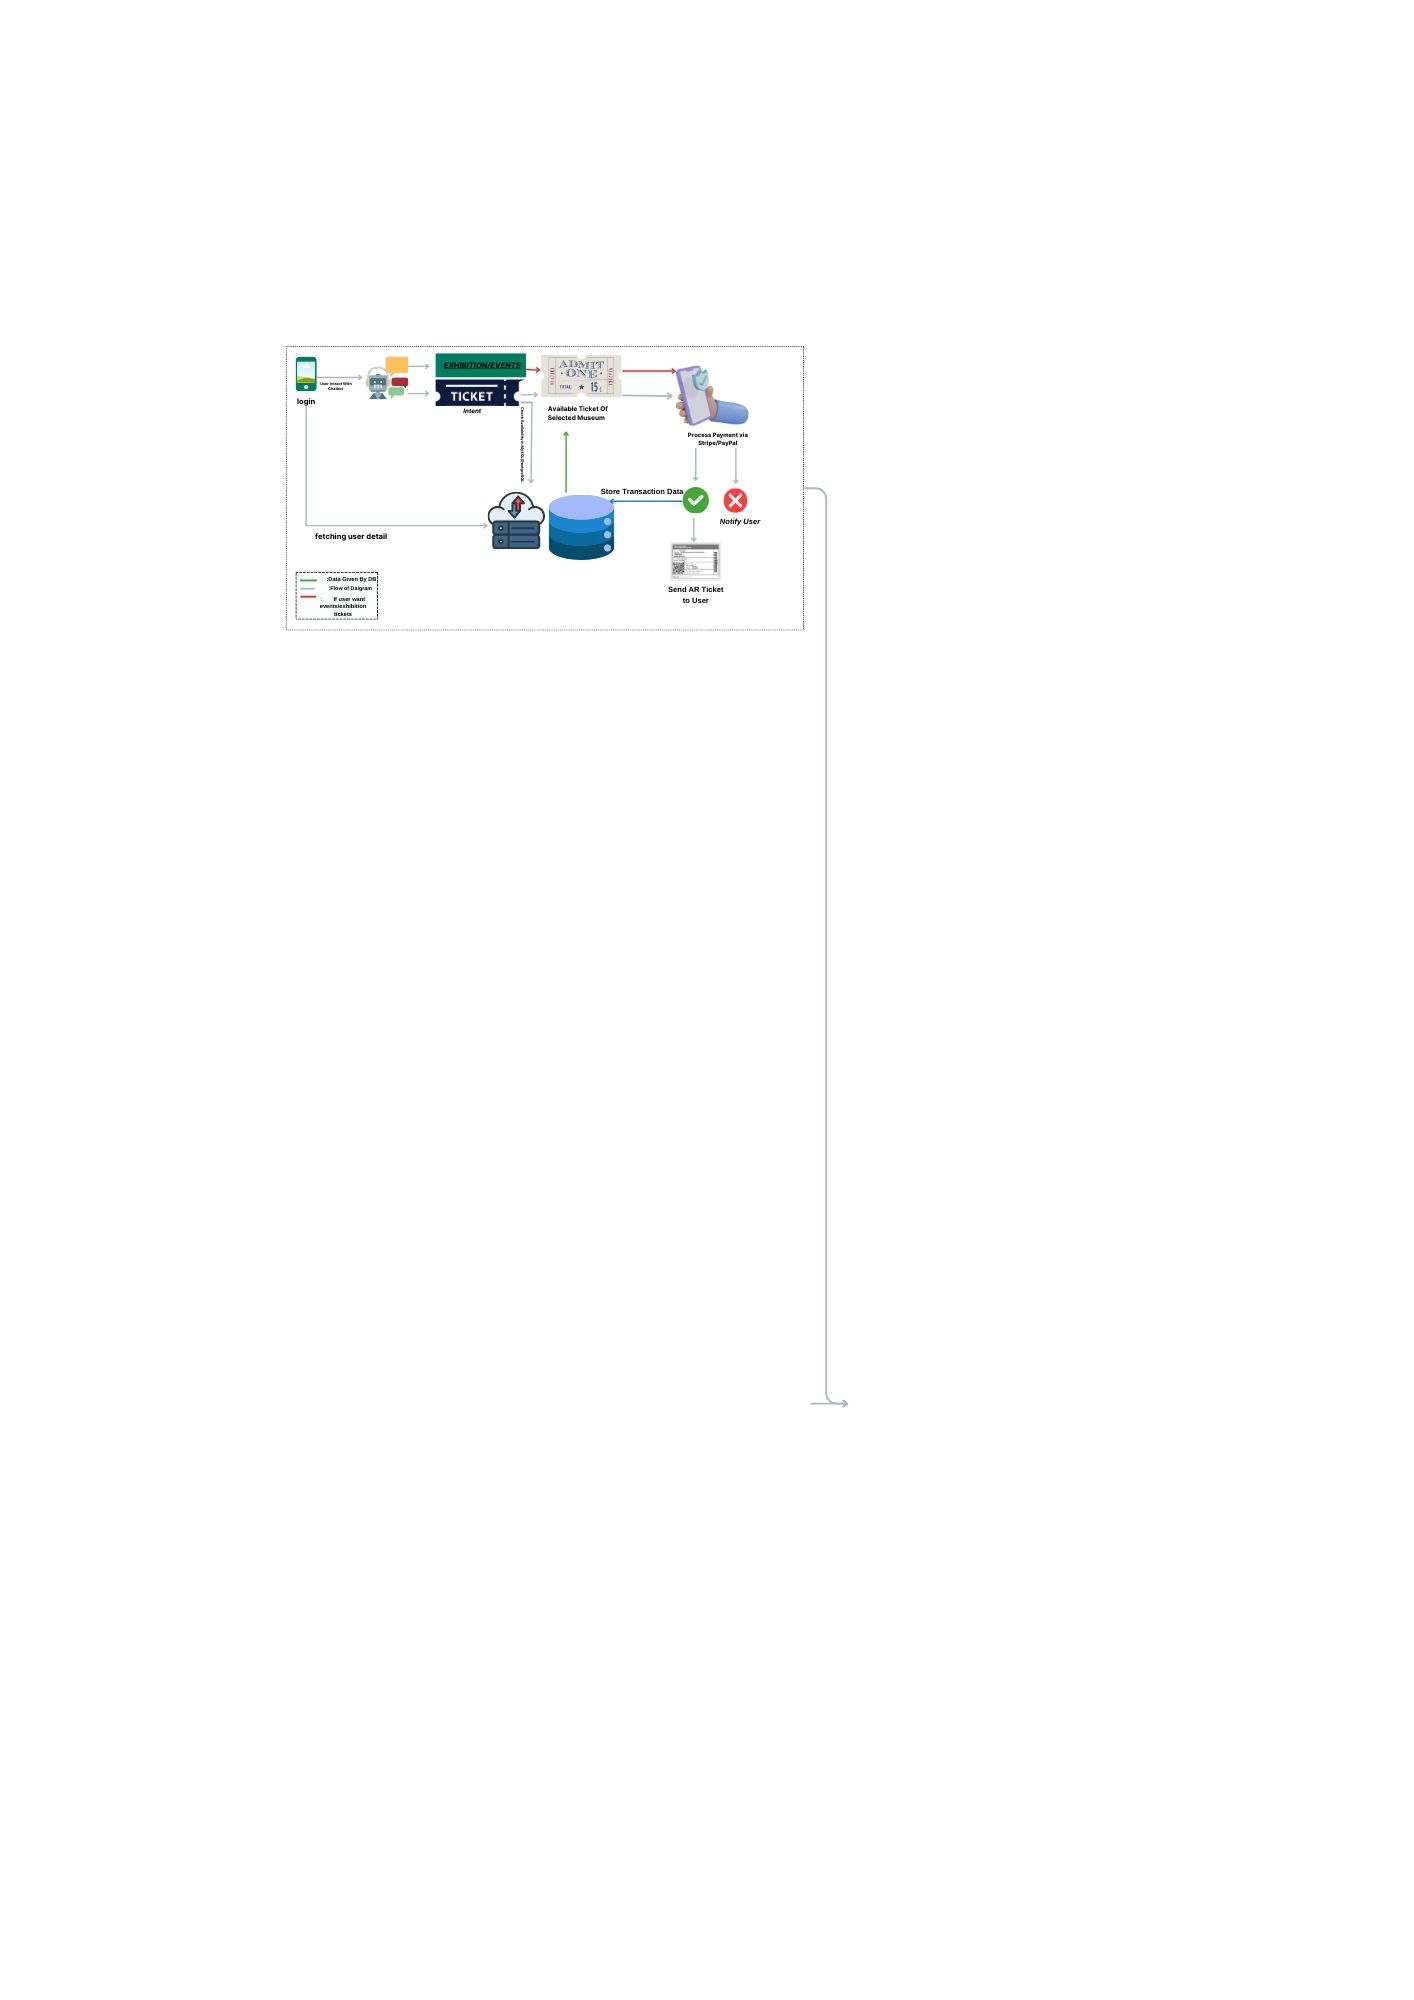 EXHIBITION/EVENTS
ADMIT
ONE
TOTAL
15
User Interct With
Chatbot
TICKET
login
Intent
Available Ticket Of
Selected Museum
Process Payment via
Stripe/PayPal
Check Availability in MySQL/PostgreSQL
Store Transaction Data
Notify User
fetching user detail
Send AR Ticket
to User
:Data Given By DB
:Flow of Daigram
: If user want
events/exhibition
tickets